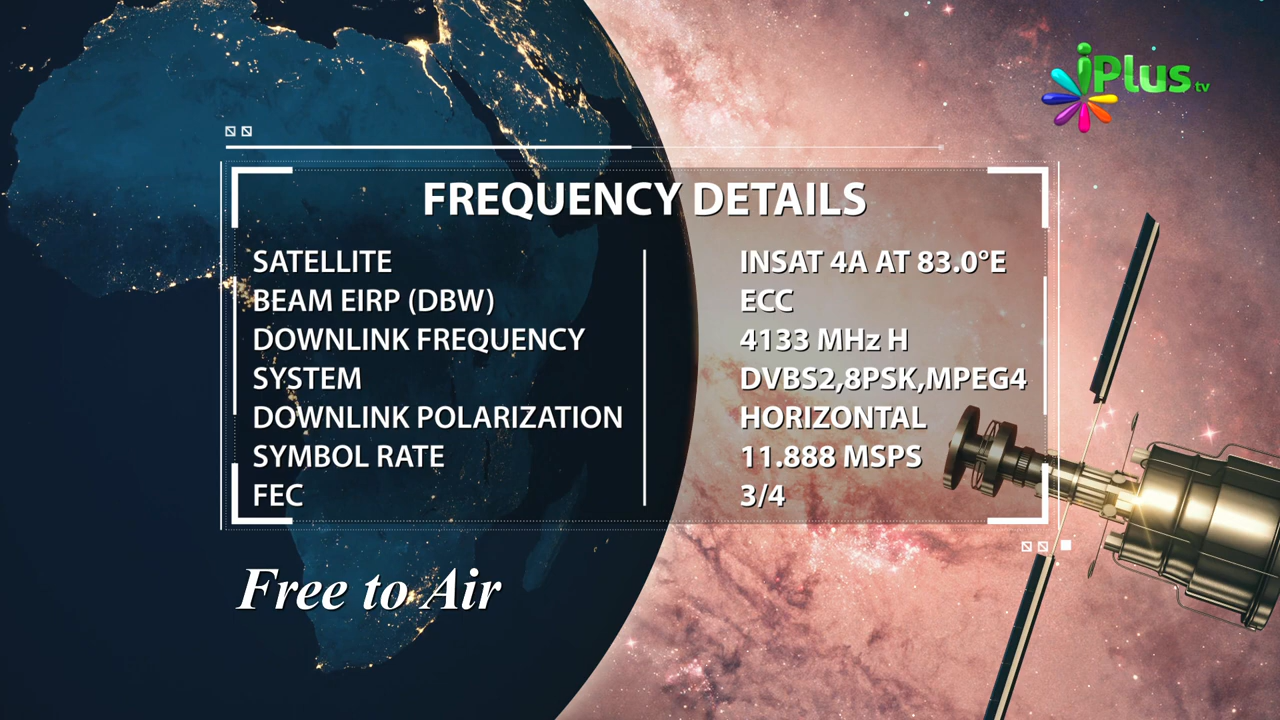 iPlus tv
FREQUENCY DETAILS
SATELLITE INSAT 4A AT 83.0°E
BEAM EIRP (DBW) ECC
DOWNLINK FREQUENCY 4133 MHz H
SYSTEM DVBS2,8PSK,MPEG4
DOWNLINK POLARIZATION HORIZONTAL
SYMBOL RATE 11.888 MSPS
FEC 3/4
Free to Air